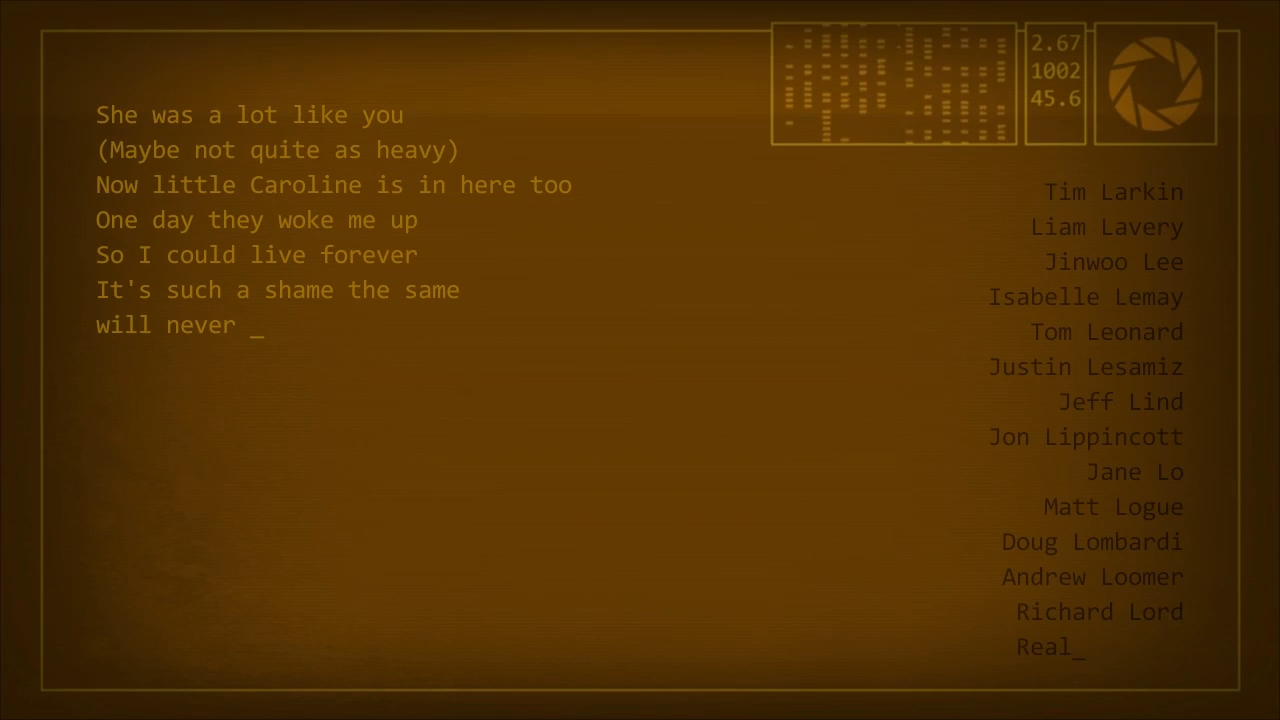 She was a lot like you
(Maybe not quite as heavy)
Now little Caroline is in here too
One day they woke me up
So I could live forever
It's such a shame the same
will never _
2.67
1002
45.6
Tim Larkin
Liam Lavery
Jinwoo Lee
Isabelle Lemay
Tom Leonard
Justin Lesamiz
Jeff Lind
Jon Lippincott
Jane Lo
Matt Logue
Doug Lombardi
Andrew Loomer
Richard Lord
Real_